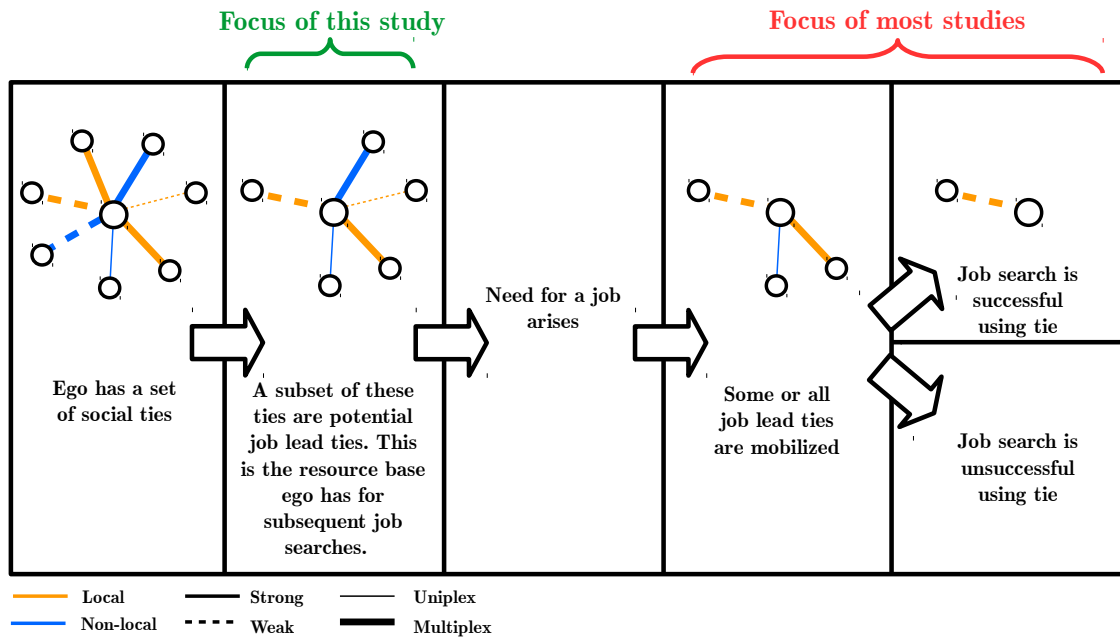 Focus of this study
Focus of most studies
Ego has a set
of social ties
A subset of these
ties are potential
job lead ties. This
is the resource base
ego has for
subsequent job
searches.
Need for a job
arises
Some or all
job lead ties
are mobilized
Job search is
successful
using tie
Job search is
unsuccessful
using tie
Local
Strong
Uniplex
Non-local
Weak
Multiplex